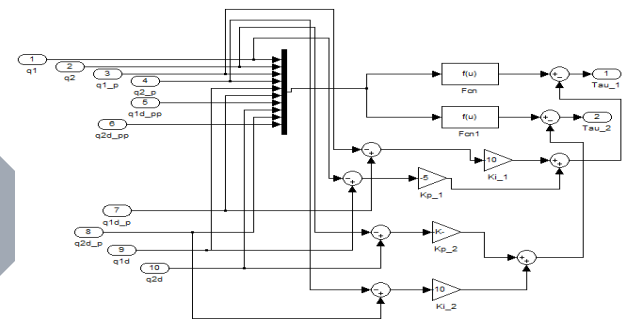 1
q1
2
q2
3
q1_p
4
q2_p
5
q1d_pp
6
q2d_pp
7
q1d_p
8
q2d_p
9
q1d
10
q2d
f(u)
Fcn
f(u)
Fcn1
+
−
1
Tau_1
+
−
2
Tau_2
−
+
-10
Ki_1
+
+
−
+
-5
Kp_1
−
+
-K-
Kp_2
+
+
−
+
10
Ki_2